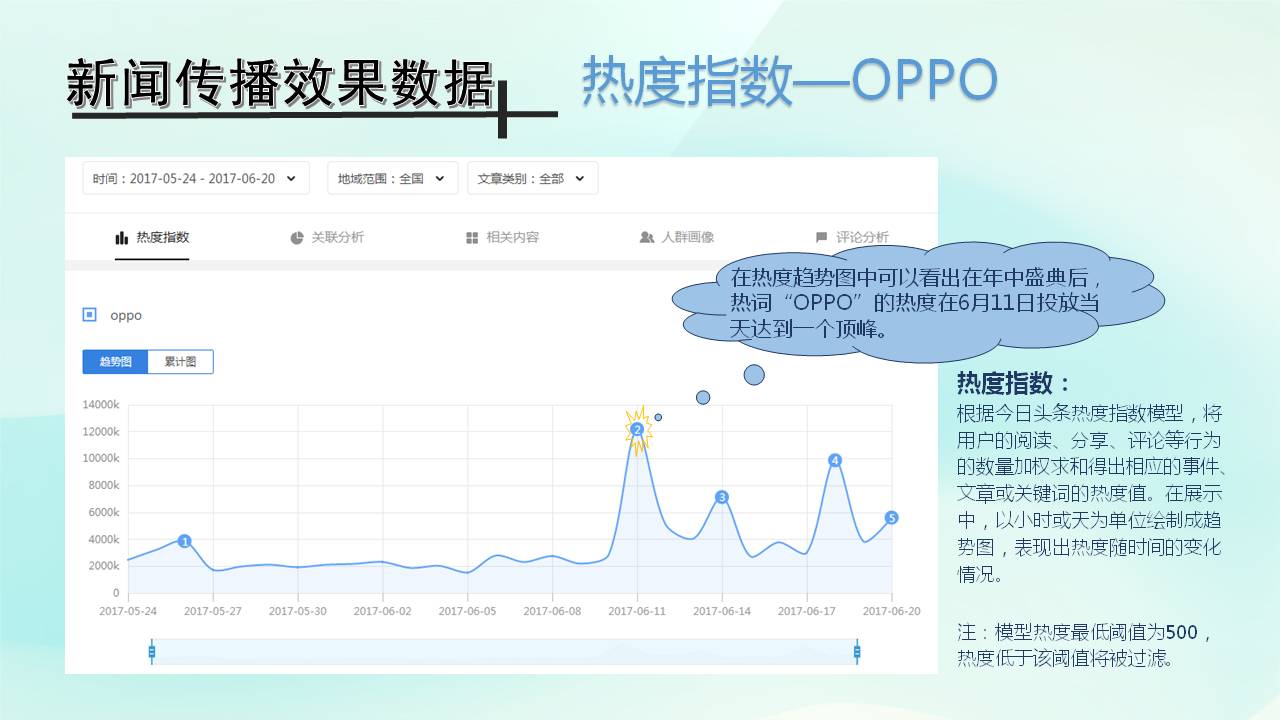 新闻传播效果数据
热度指数—OPPO
时间：2017-05-24 - 2017-06-20
地域范围：全国
文章类别：全部
热度指数
关联分析
相关内容
人群画像
评论分析
在热度趋势图中可以看出在年中盛典后，
热词“OPPO”的热度在6月11日投放当
天达到一个顶峰。
oppo
趋势图
累计图
14000k
12000k
10000k
8000k
6000k
4000k
2000k
0
1
2
3
4
5
2017-05-24
2017-05-27
2017-05-30
2017-06-02
2017-06-05
2017-06-08
2017-06-11
2017-06-14
2017-06-17
2017-06-20
热度指数：
根据今日头条热度指数模型，将
用户的阅读、分享、评论等行为
的数量加权求和得出相应的事件、
文章或关键词的热度值。在展示
中，以小时或天为单位绘制成趋
势图，表现出热度随时间的变化
情况。
注：模型热度最低阈值为500，
热度低于该阈值将被过滤。